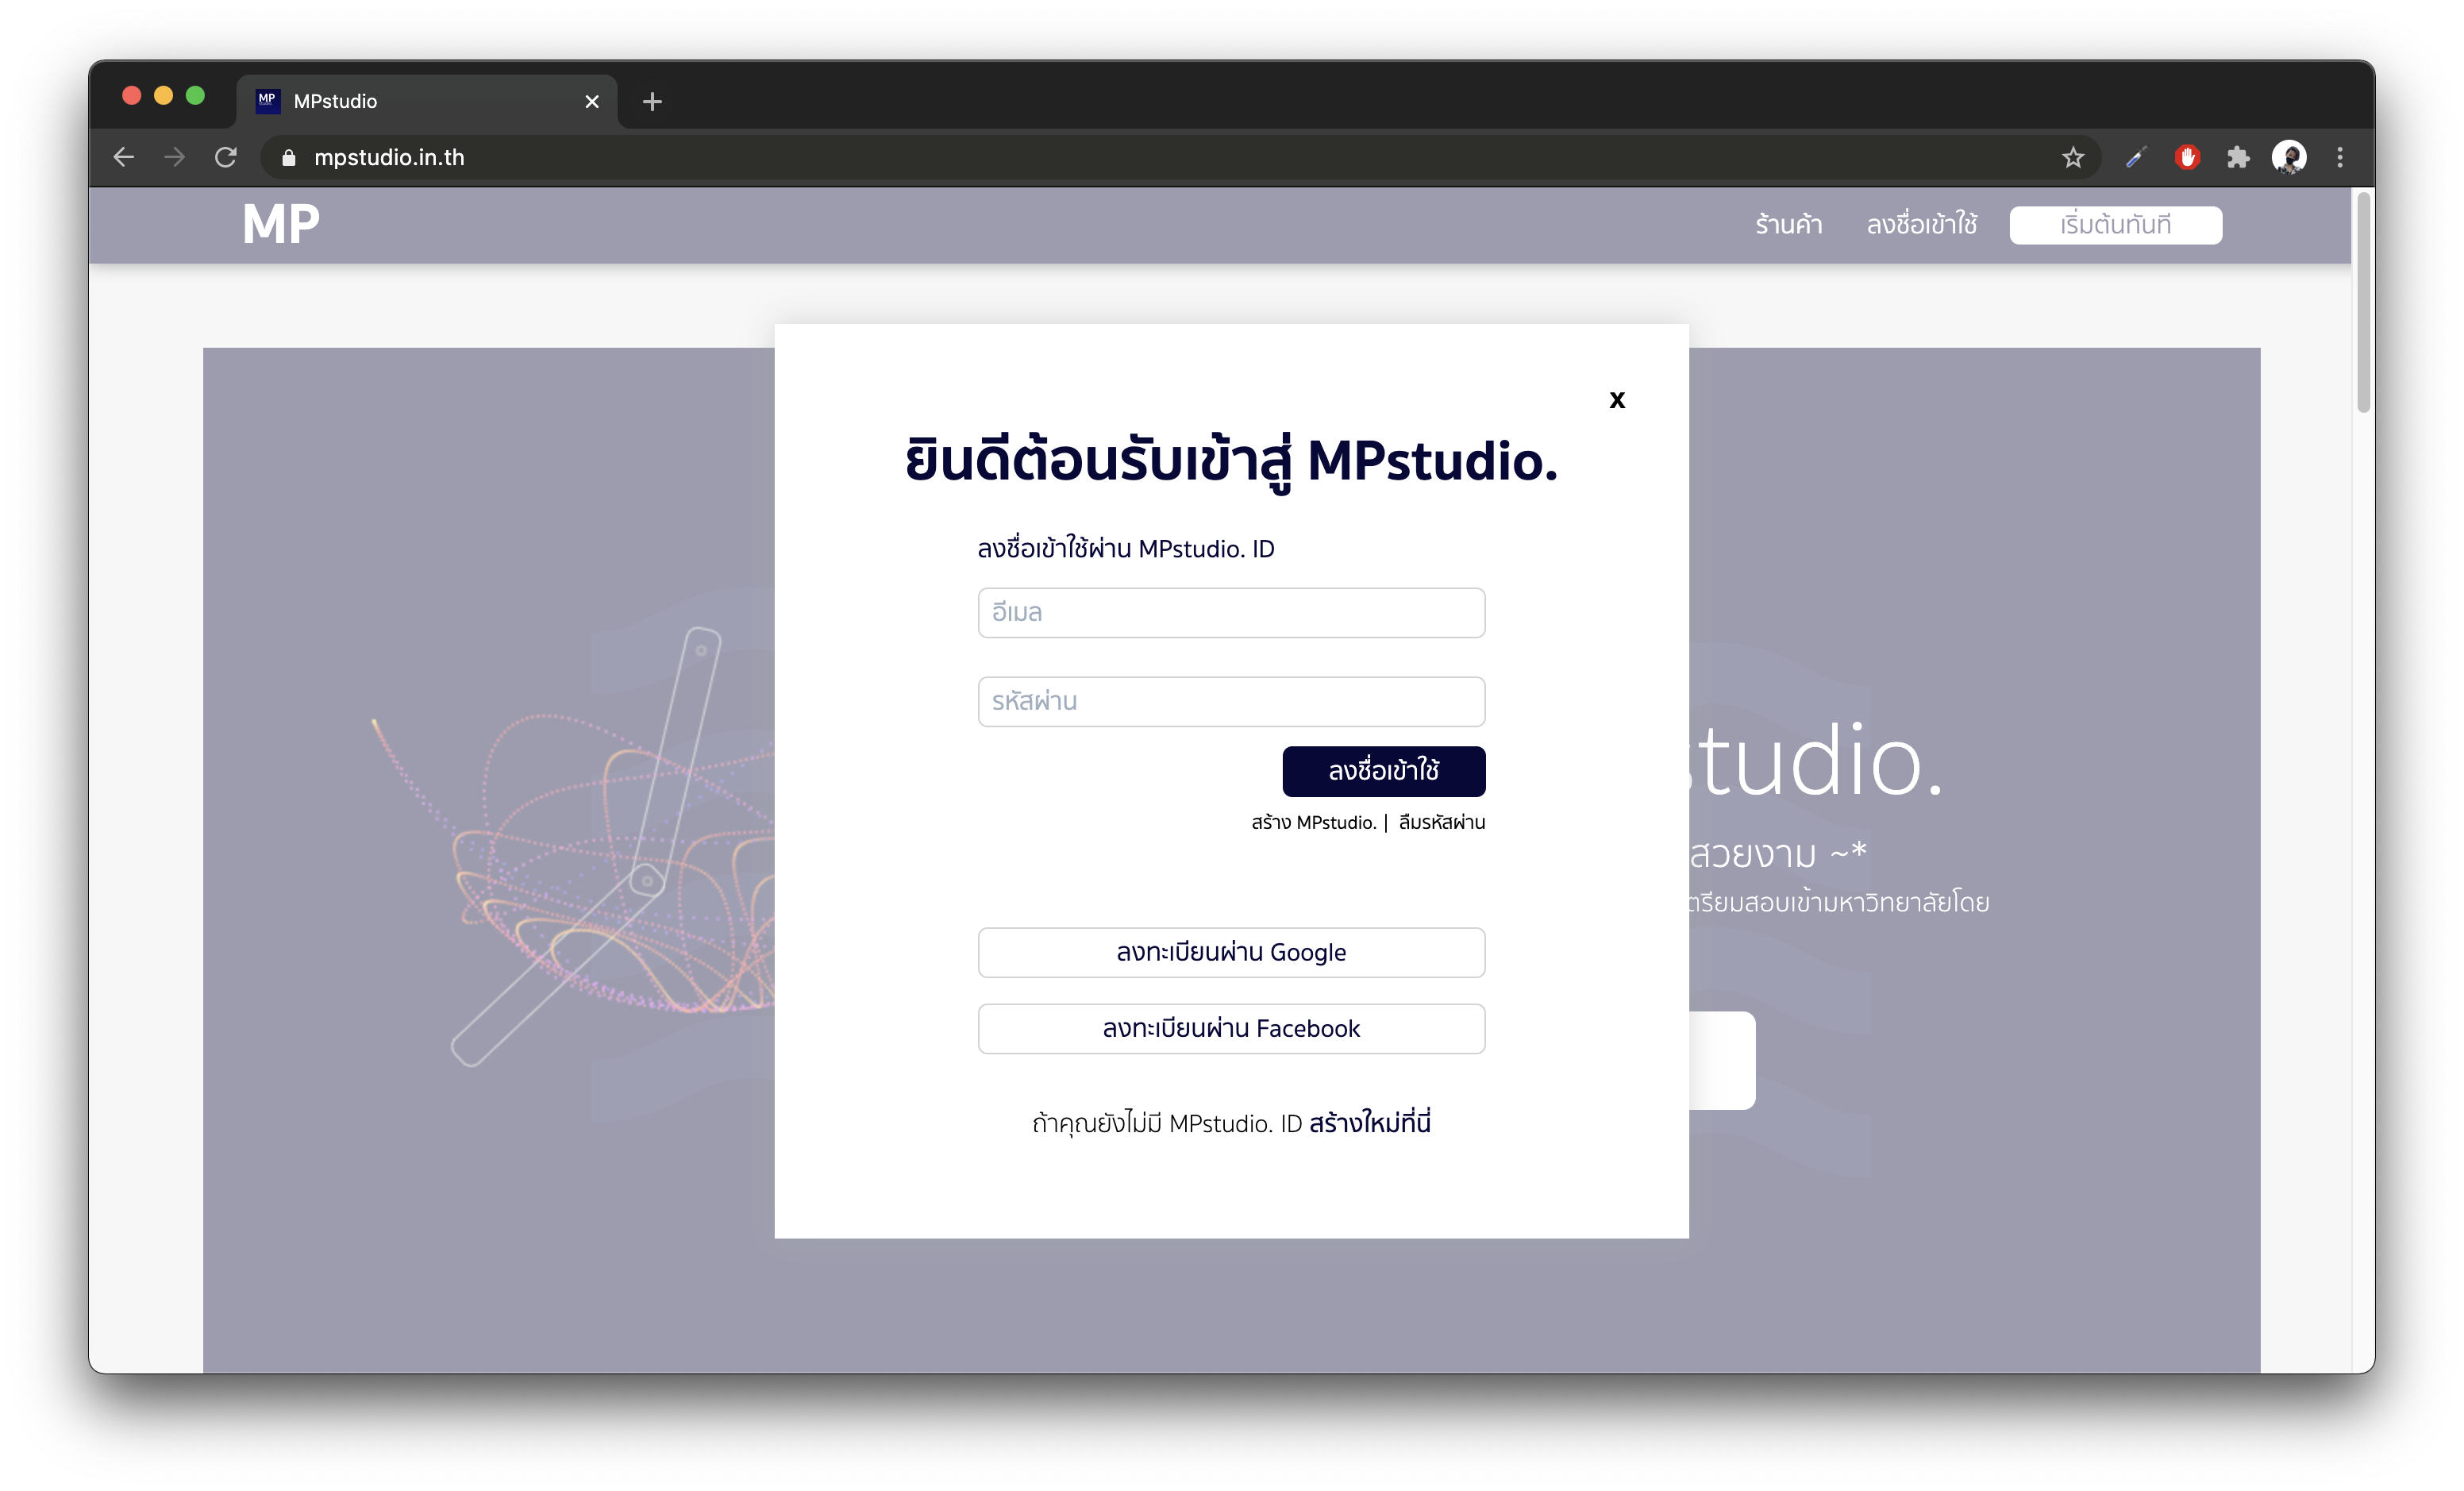 MP
MPstudio
mpstudio.in.th
MP
ร้านค้า
ลงชื่อเข้าใช้
เริ่มต้นทันที
x
ยินดีต้อนรับเข้าสู่ MPstudio.
ลงชื่อเข้าใช้ผ่าน MPstudio. ID
อีเมล
รหัสผ่าน
ลงชื่อเข้าใช้
สร้าง MPstudio. | ลืมรหัสผ่าน
ลงทะเบียนผ่าน Google
ลงทะเบียนผ่าน Facebook
ถ้าคุณยังไม่มี MPstudio. ID สร้างใหม่ที่นี่
studio.
สวยงาม ~*
ตรียมสอบเข้ามหาวิทยาลัยโดย